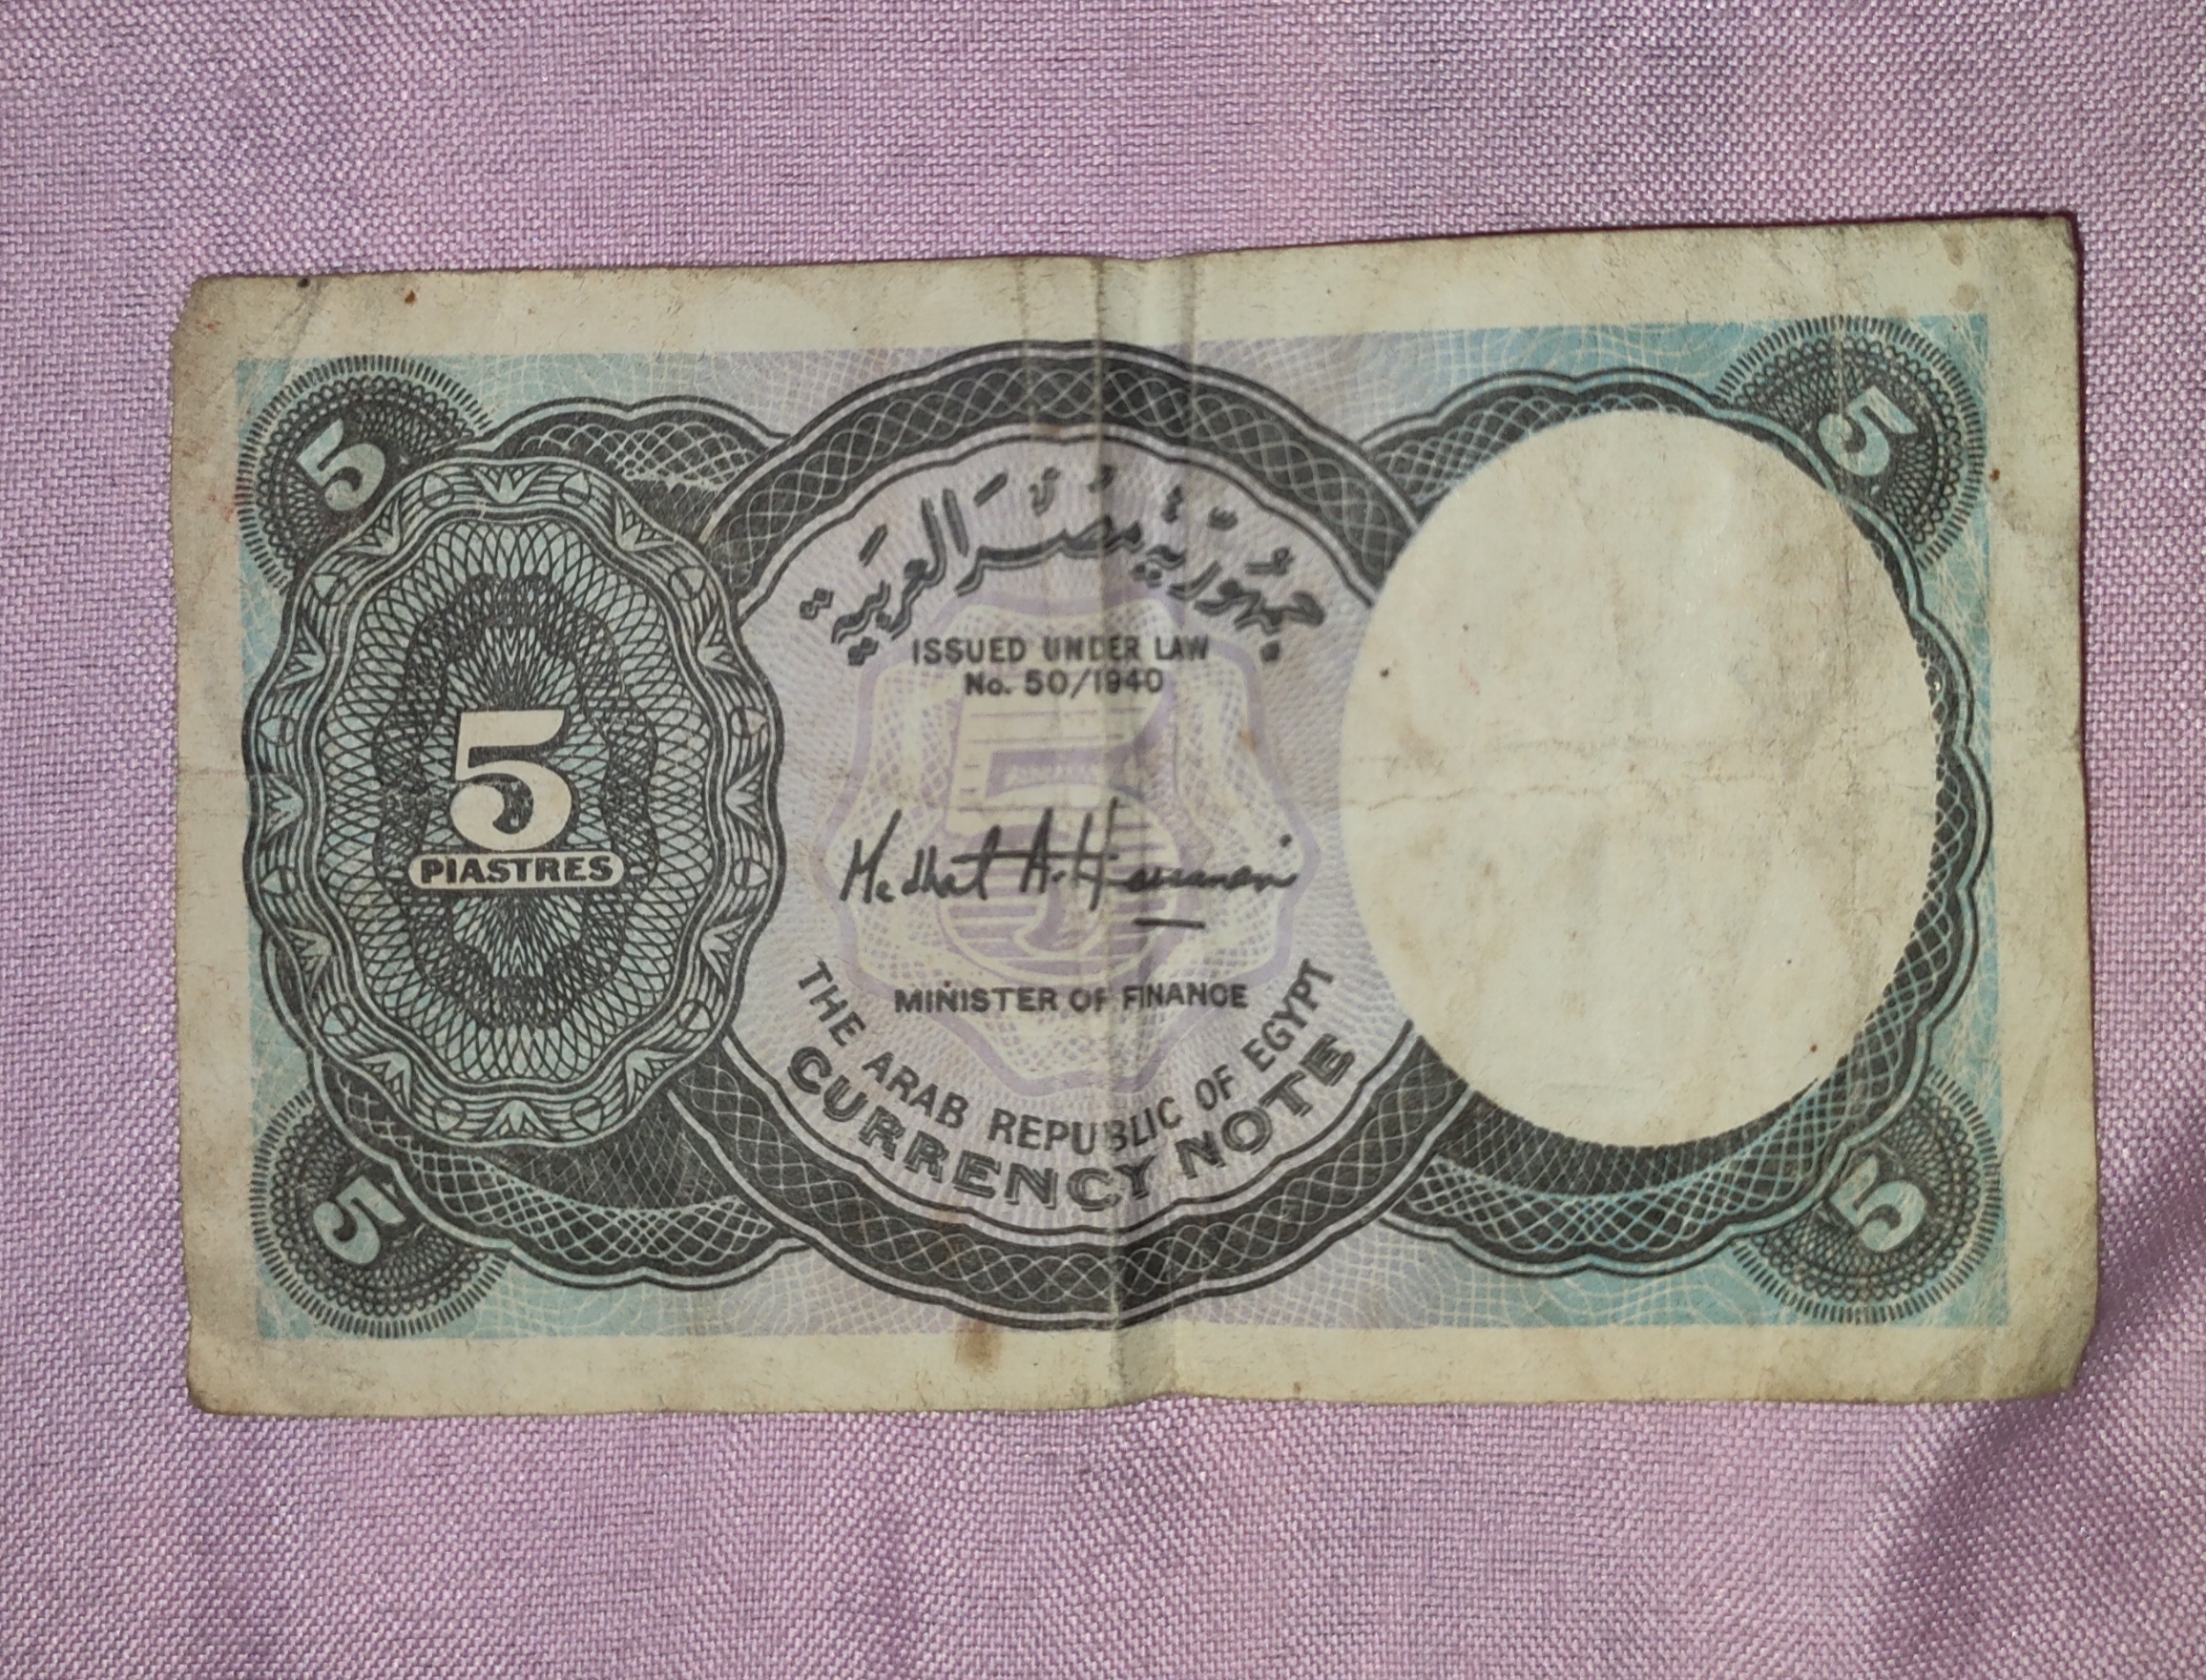 5
5
جمهورية مصر العربية
ISSUED UNDER LAW
No. 50/1940
5
5
PIASTRES
Medhat A. Hassanein
MINISTER OF FINANCE
THE ARAB REPUBLIC OF EGYPT
CURRENCY NOTE
5
5